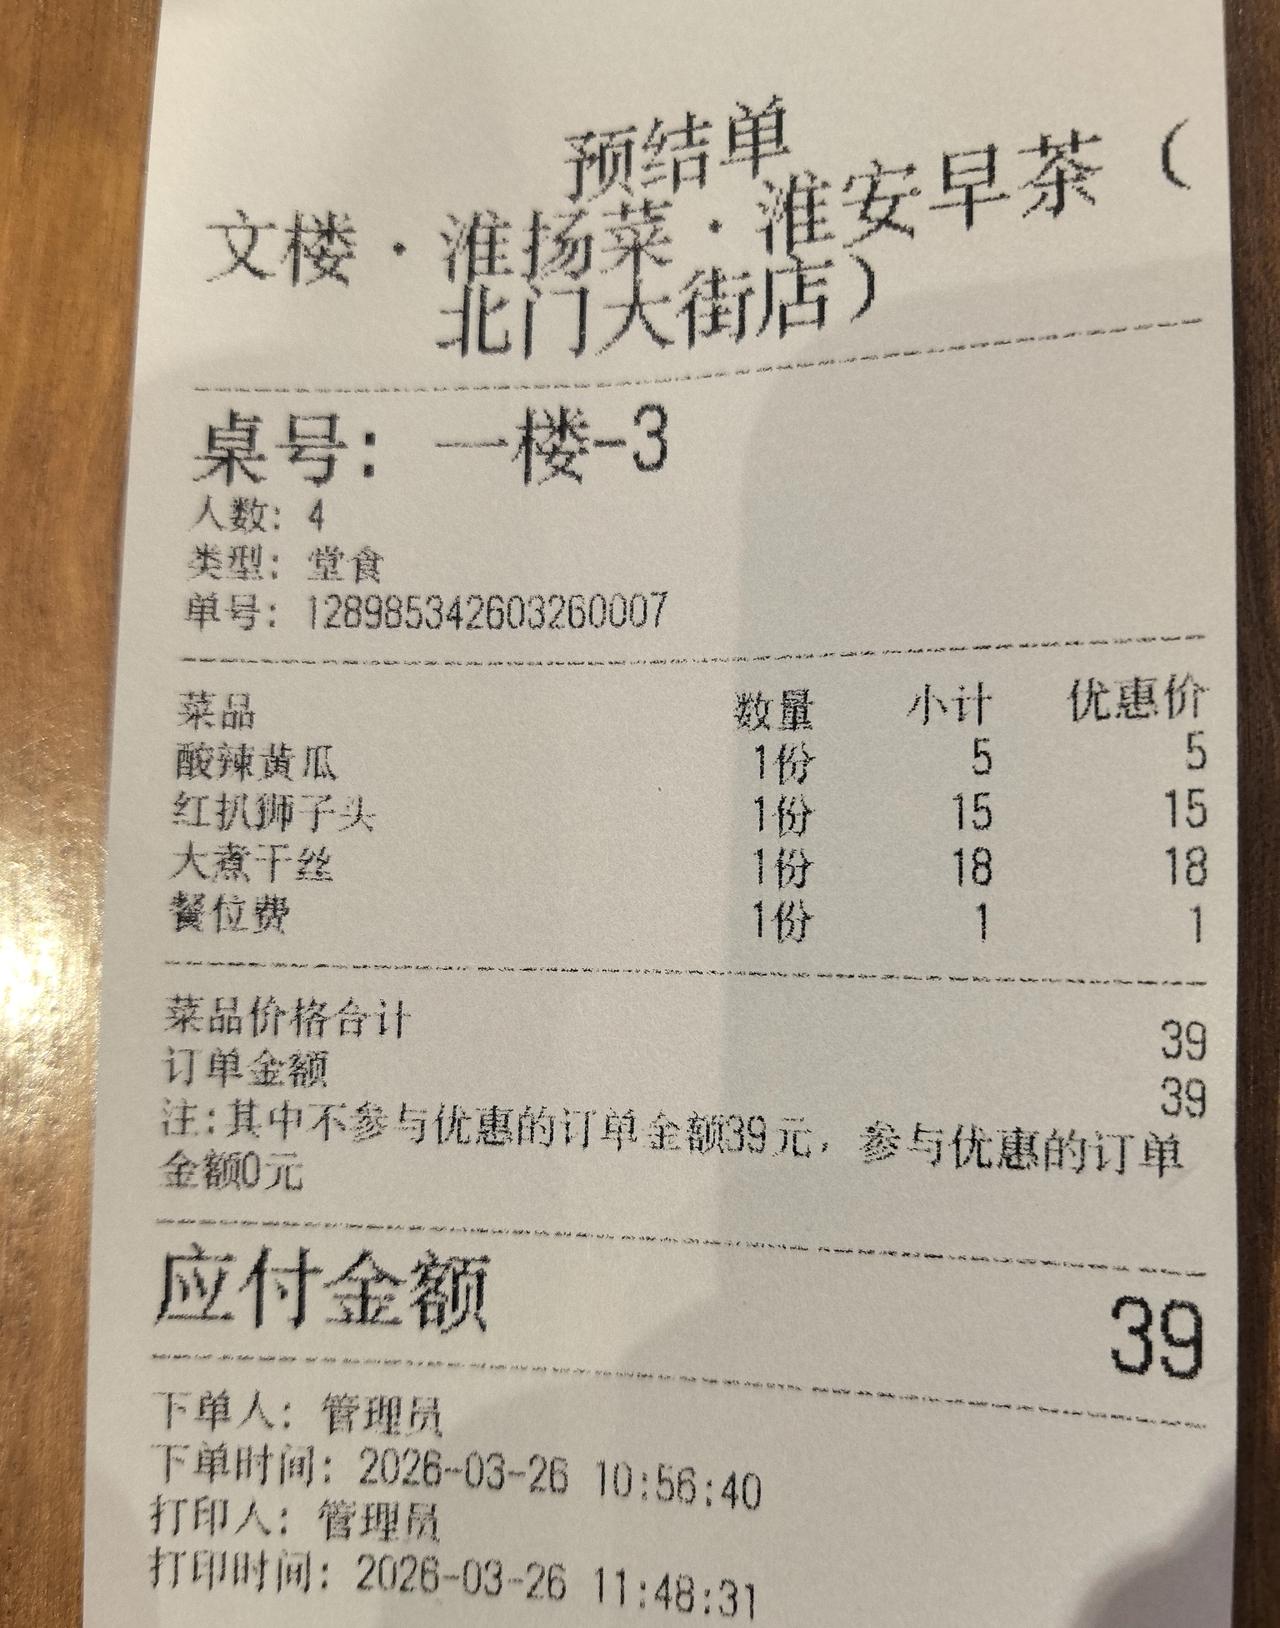 预结单
文楼·淮扬菜·淮安早茶（
北门大街店）
桌号: 一楼-3
人数: 4
类型: 堂食
单号: 128985342603260007
菜品 数量 小计 优惠价
酸辣黄瓜 1份 5 5
红扒狮子头 1份 15 15
大煮干丝 1份 18 18
餐位费 1份 1 1
菜品价格合计 39
订单金额 39
注:其中不参与优惠的订单金额39元，参与优惠的订单
金额0元
应付金额 39
下单人: 管理员
下单时间: 2026-03-26 10:56:40
打印人: 管理员
打印时间: 2026-03-26 11:48:31